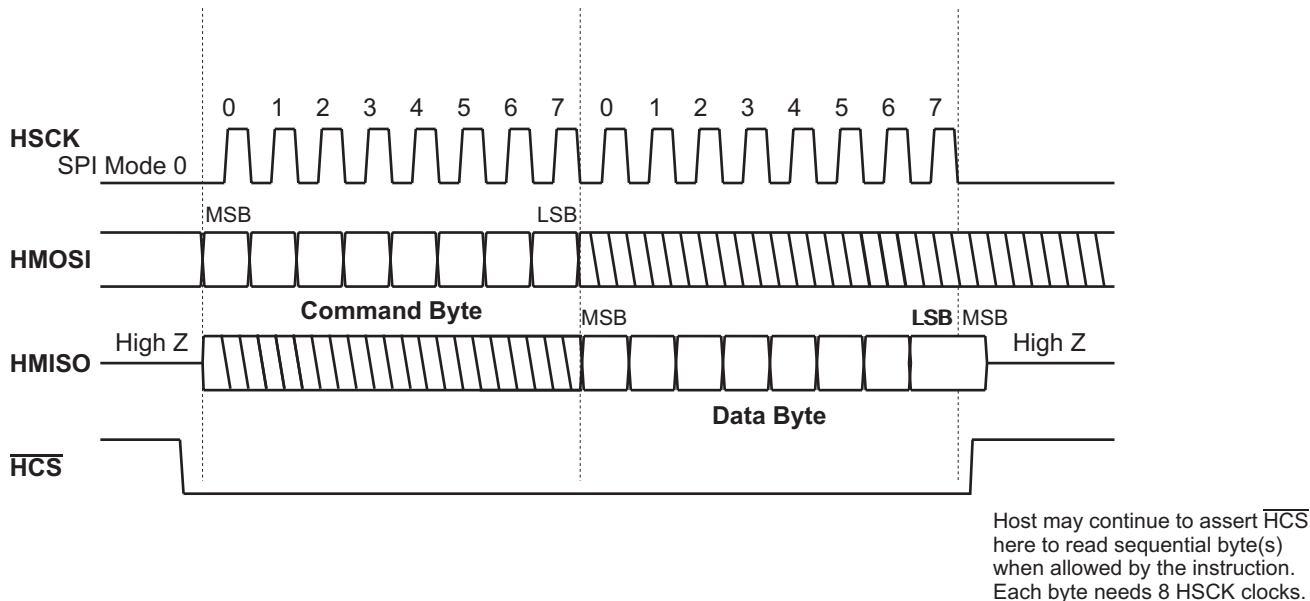 0 1 2 3 4 5 6 7 0 1 2 3 4 5 6 7
HSCK
SPI Mode 0
MSB LSB
HMOSI
Command Byte
MSB LSB MSB
High Z High Z
HMISO
Data Byte
HCS
Host may continue to assert HCS
here to read sequential byte(s)
when allowed by the instruction.
Each byte needs 8 HSCK clocks.